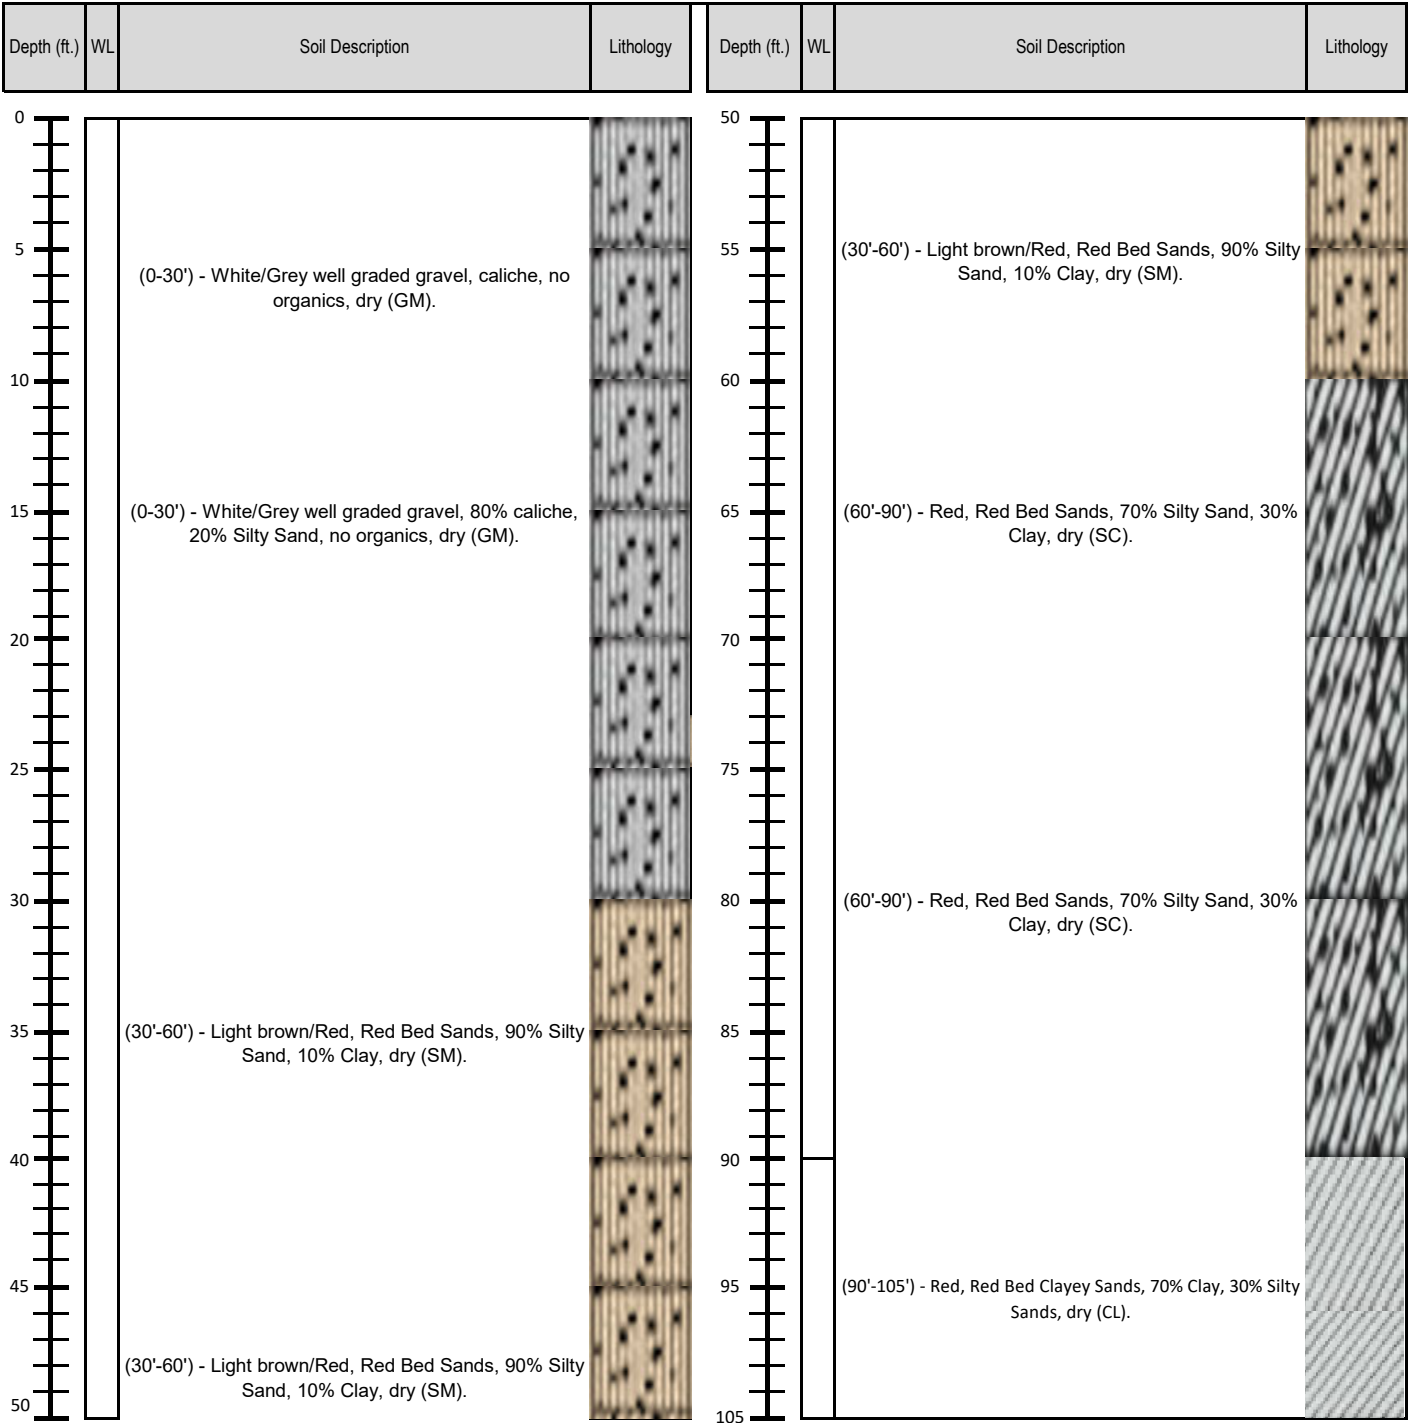 Depth (ft.) WL Soil Description Lithology
0
5
(0-30') - White/Grey well graded gravel, caliche, no
organics, dry (GM).
10
15
(0-30') - White/Grey well graded gravel, 80% caliche,
20% Silty Sand, no organics, dry (GM).
20
25
30
35
(30'-60') - Light brown/Red, Red Bed Sands, 90% Silty
Sand, 10% Clay, dry (SM).
40
45
(30'-60') - Light brown/Red, Red Bed Sands, 90% Silty
Sand, 10% Clay, dry (SM).
50
Depth (ft.) WL Soil Description Lithology
50
55
(30'-60') - Light brown/Red, Red Bed Sands, 90% Silty
Sand, 10% Clay, dry (SM).
60
65
(60'-90') - Red, Red Bed Sands, 70% Silty Sand, 30%
Clay, dry (SC).
70
75
80
(60'-90') - Red, Red Bed Sands, 70% Silty Sand, 30%
Clay, dry (SC).
85
90
95
(90'-105') - Red, Red Bed Clayey Sands, 70% Clay, 30% Silty
Sands, dry (CL).
105